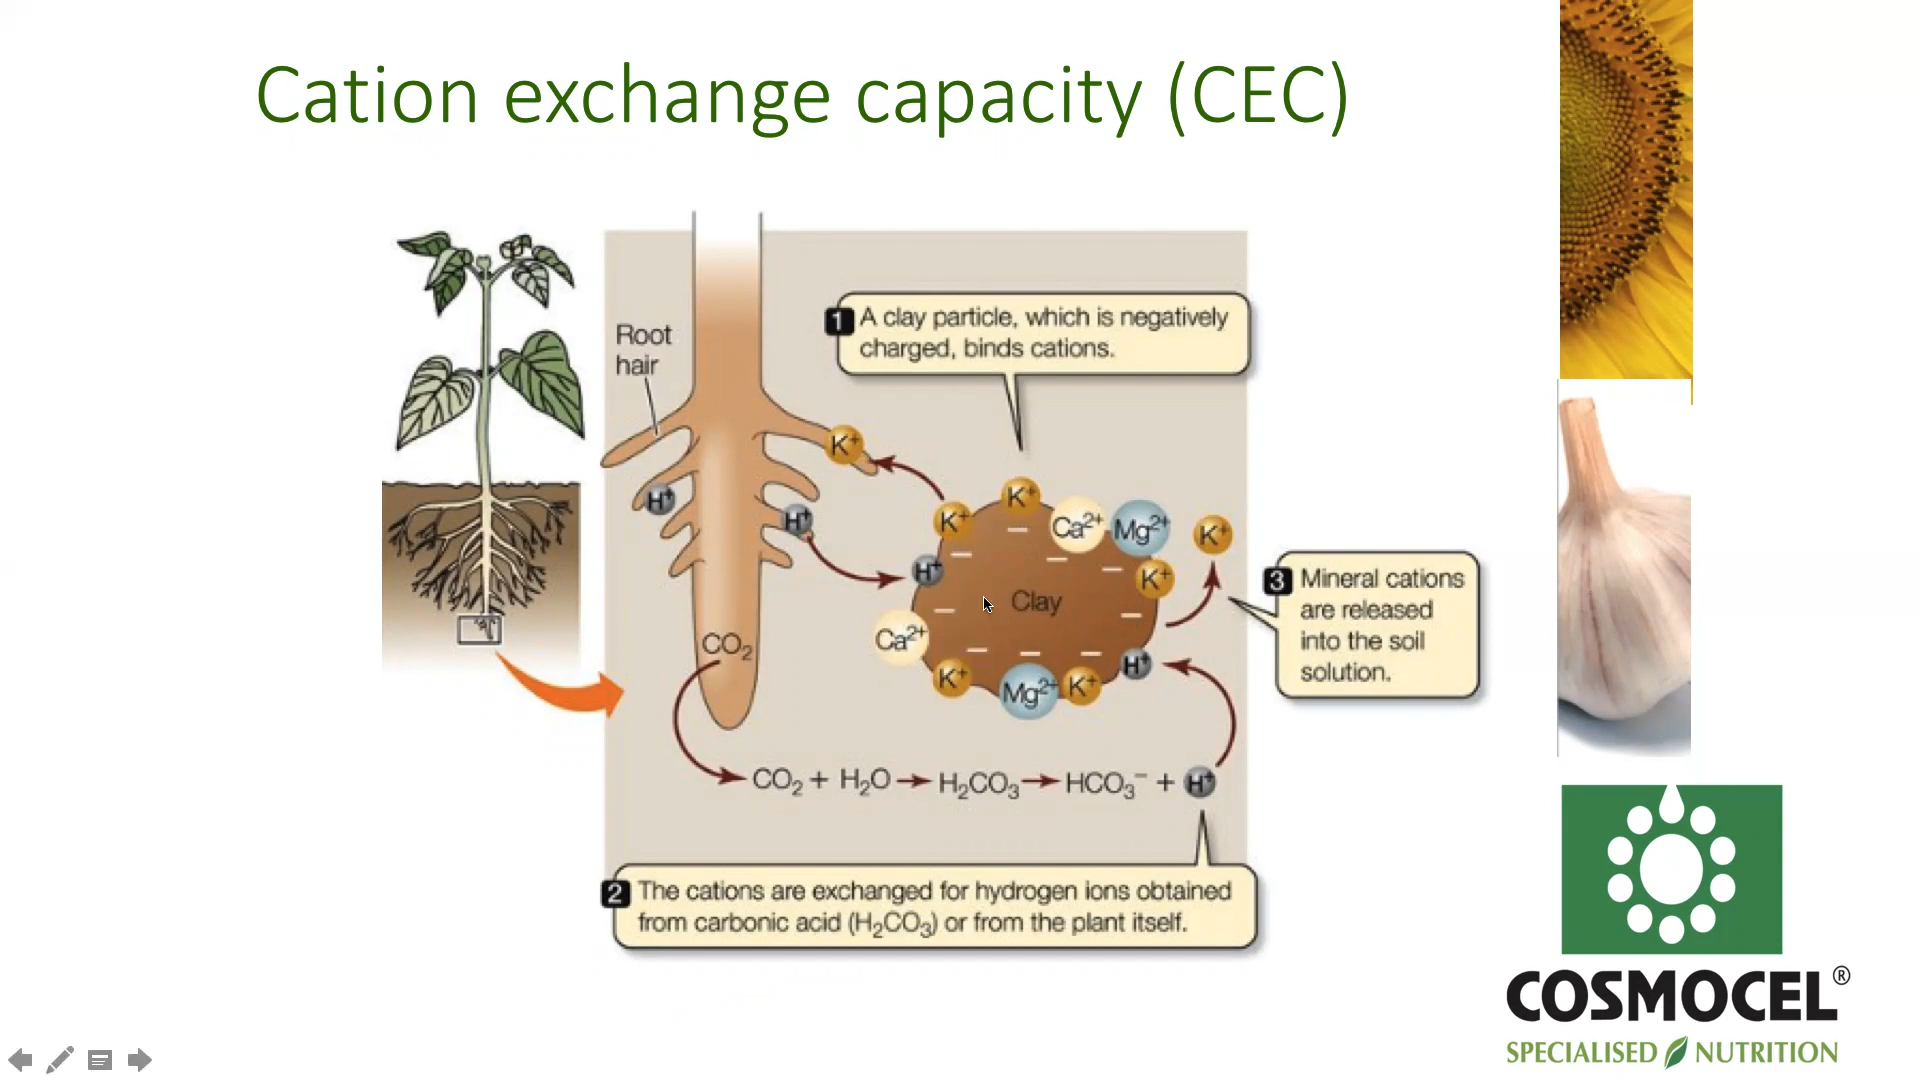 Cation exchange capacity (CEC)
Root
hair
1 A clay particle, which is negatively
charged, binds cations.
K⁺
K⁺
K⁺
Ca²⁺
Mg²⁺
K⁺
H⁺
H⁺
H⁺
K⁺
Clay
3 Mineral cations
are released
into the soil
solution.
Ca²⁺
CO₂
K⁺
Mg²⁺
K⁺
H⁺
CO₂ + H₂O → H₂CO₃ → HCO₃⁻ + H⁺
2 The cations are exchanged for hydrogen ions obtained
from carbonic acid (H₂CO₃) or from the plant itself.
COSMOCEL®
SPECIALISED NUTRITION